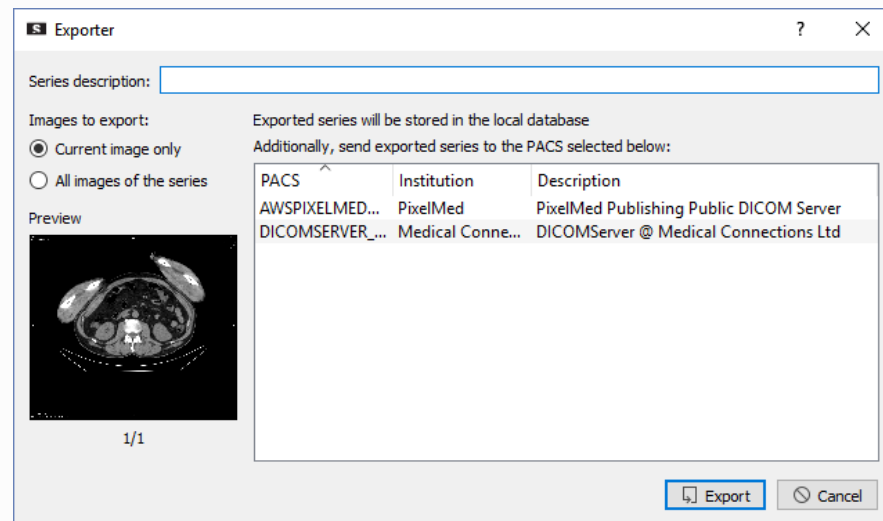 S Exporter ?
Series description:
Images to export:
Current image only
All images of the series
Preview
1/1
Exported series will be stored in the local database
Additionally, send exported series to the PACS selected below:
PACS Institution Description
AWSPIXELMED... PixelMed PixelMed Publishing Public DICOM Server
DICOMSERVER_... Medical Conne... DICOMServer @ Medical Connections Ltd
Export Cancel